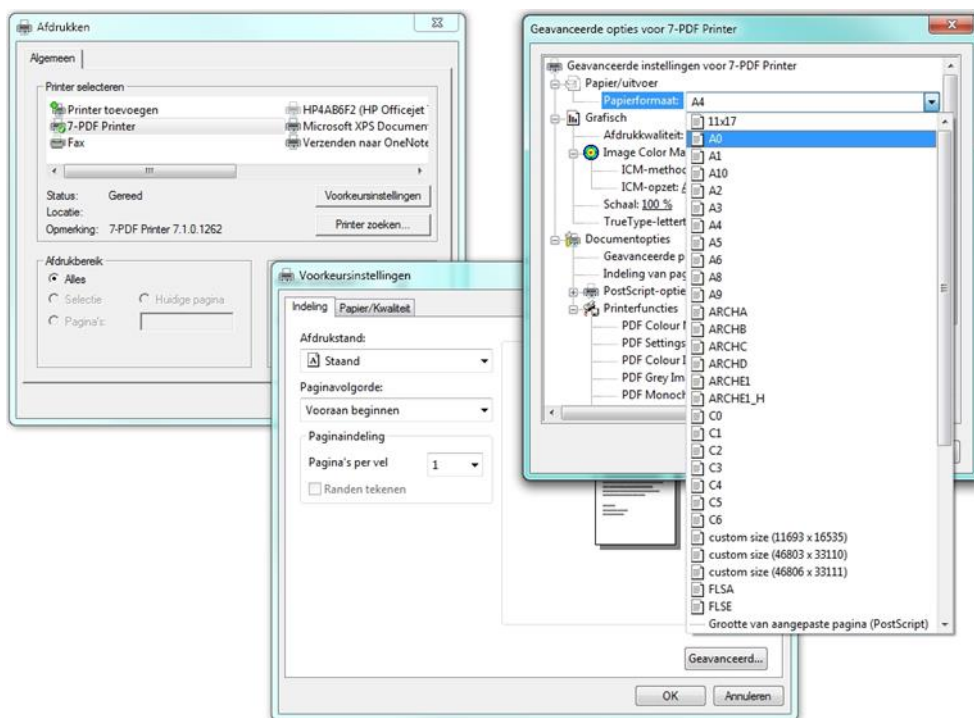 Afdrukken
Algemeen
Printer selecteren
Printer toevoegen
7-PDF Printer
Fax
HP4AB6F2 (HP Officejet
Microsoft XPS Documen
Verzenden naar OneNote
Status: Gereed
Locatie:
Opmerking: 7-PDF Printer 7.1.0.1262
Voorkeursinstellingen
Printer zoeken...
Afdrukbereik
Alles
Selectie
Huidige pagina
Pagina's:
Voorkeursinstellingen
Indeling
Papier/Kwaliteit
Afdrukstand:
Staand
Paginavolgorde:
Vooraan beginnen
Paginaindeling
Pagina's per vel 1
Randen tekenen
Geavanceerd...
OK
Annuleren
Geavanceerde opties voor 7-PDF Printer
Geavanceerde instellingen voor 7-PDF Printer
Papier/uitvoer
Papierformaat: A4
Grafisch
Afdrukkwaliteit:
Image Color Ma
ICM-method
ICM-opzet:
Schaal: 100 %
TrueType-lettert
Documentopties
Geavanceerde p
Indeling van pag
PostScript-optie
Printerfuncties
PDF Colour
PDF Settings
PDF Colour I
PDF Grey Im
PDF Monoch
11x17
A0
A1
A10
A2
A3
A4
A5
A6
A8
A9
ARCHA
ARCHB
ARCHC
ARCHD
ARCHE1
ARCHE1_H
C0
C1
C2
C3
C4
C5
C6
custom size (11693 x 16535)
custom size (46803 x 33110)
custom size (46806 x 33111)
FLSA
FLSE
Grootte van aangepaste pagina (PostScript)